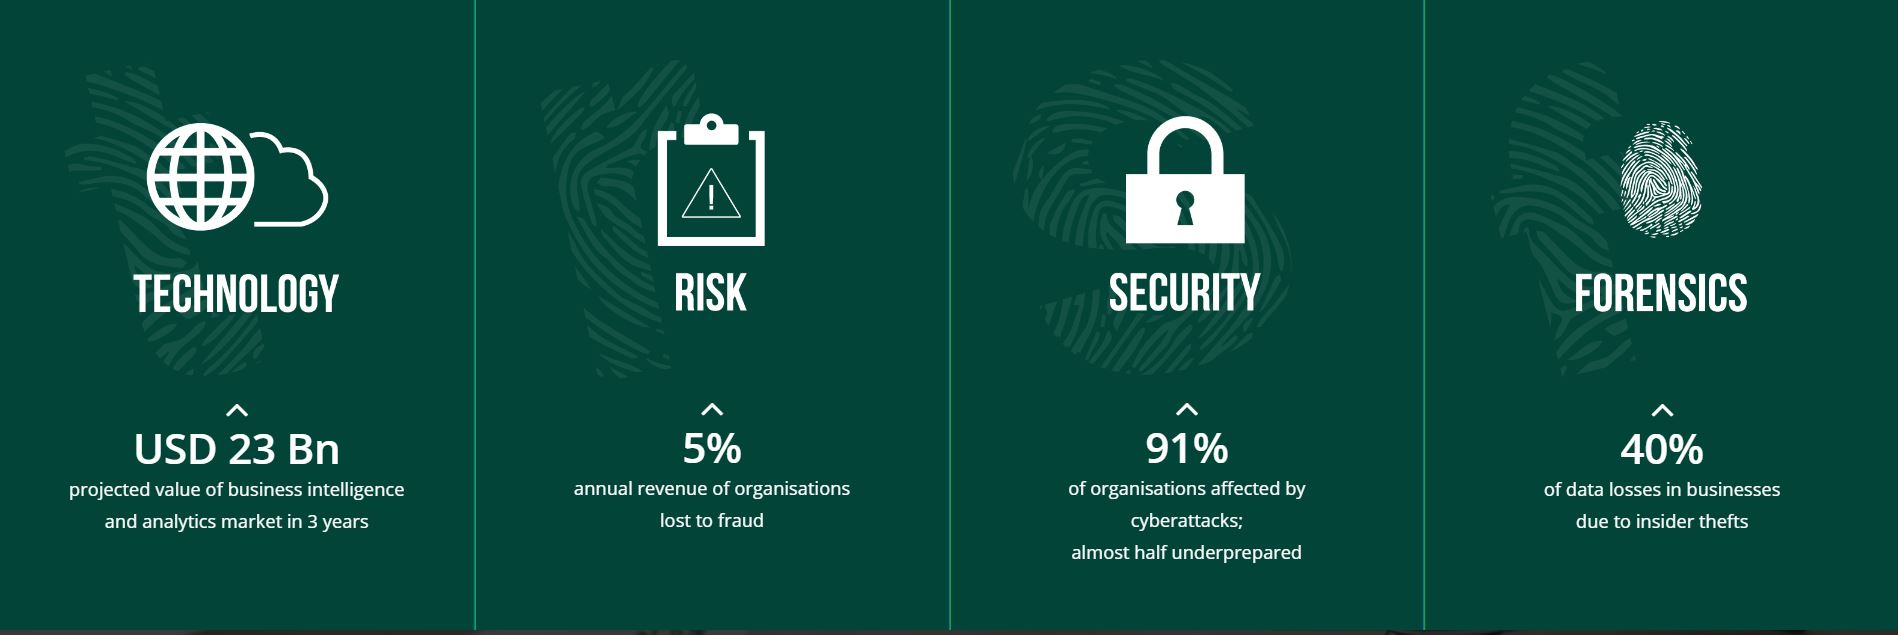 TECHNOLOGY
USD 23 Bn
projected value of business intelligence
and analytics market in 3 years
RISK
5%
annual revenue of organisations
lost to fraud
SECURITY
91%
of organisations affected by
cyberattacks;
almost half underprepared
FORENSICS
40%
of data losses in businesses
due to insider thefts